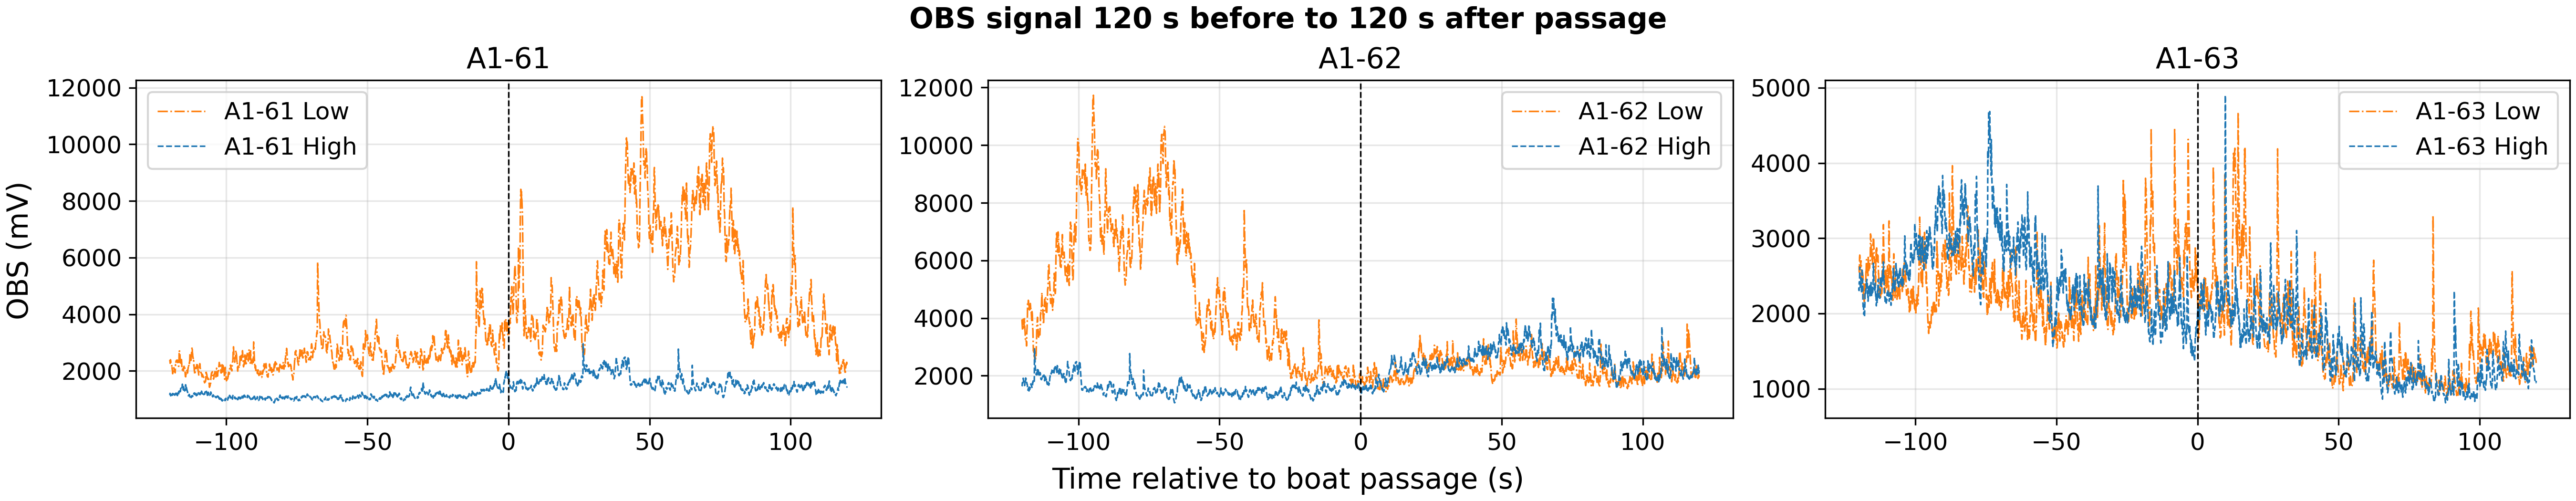 OBS signal 120 s before to 120 s after passage
A1-61
A1-62
A1-63
OBS (mV)
12000
10000
8000
6000
4000
2000
A1-61 Low
A1-61 High
−100
−50
0
50
100
12000
10000
8000
6000
4000
2000
A1-62 Low
A1-62 High
−100
−50
0
50
100
5000
4000
3000
2000
1000
A1-63 Low
A1-63 High
−100
−50
0
50
100
Time relative to boat passage (s)